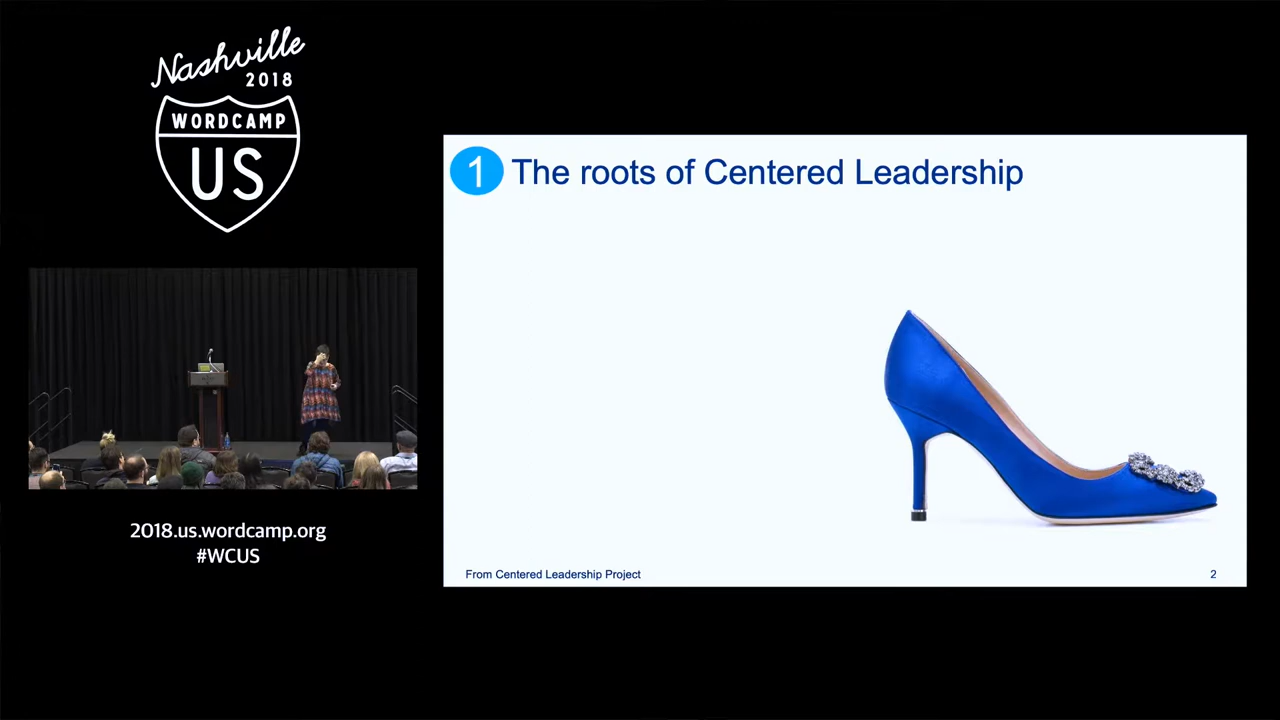 Nashville
2018
WORDCAMP
US
2018.us.wordcamp.org
#WCUS
1 The roots of Centered Leadership
From Centered Leadership Project
2